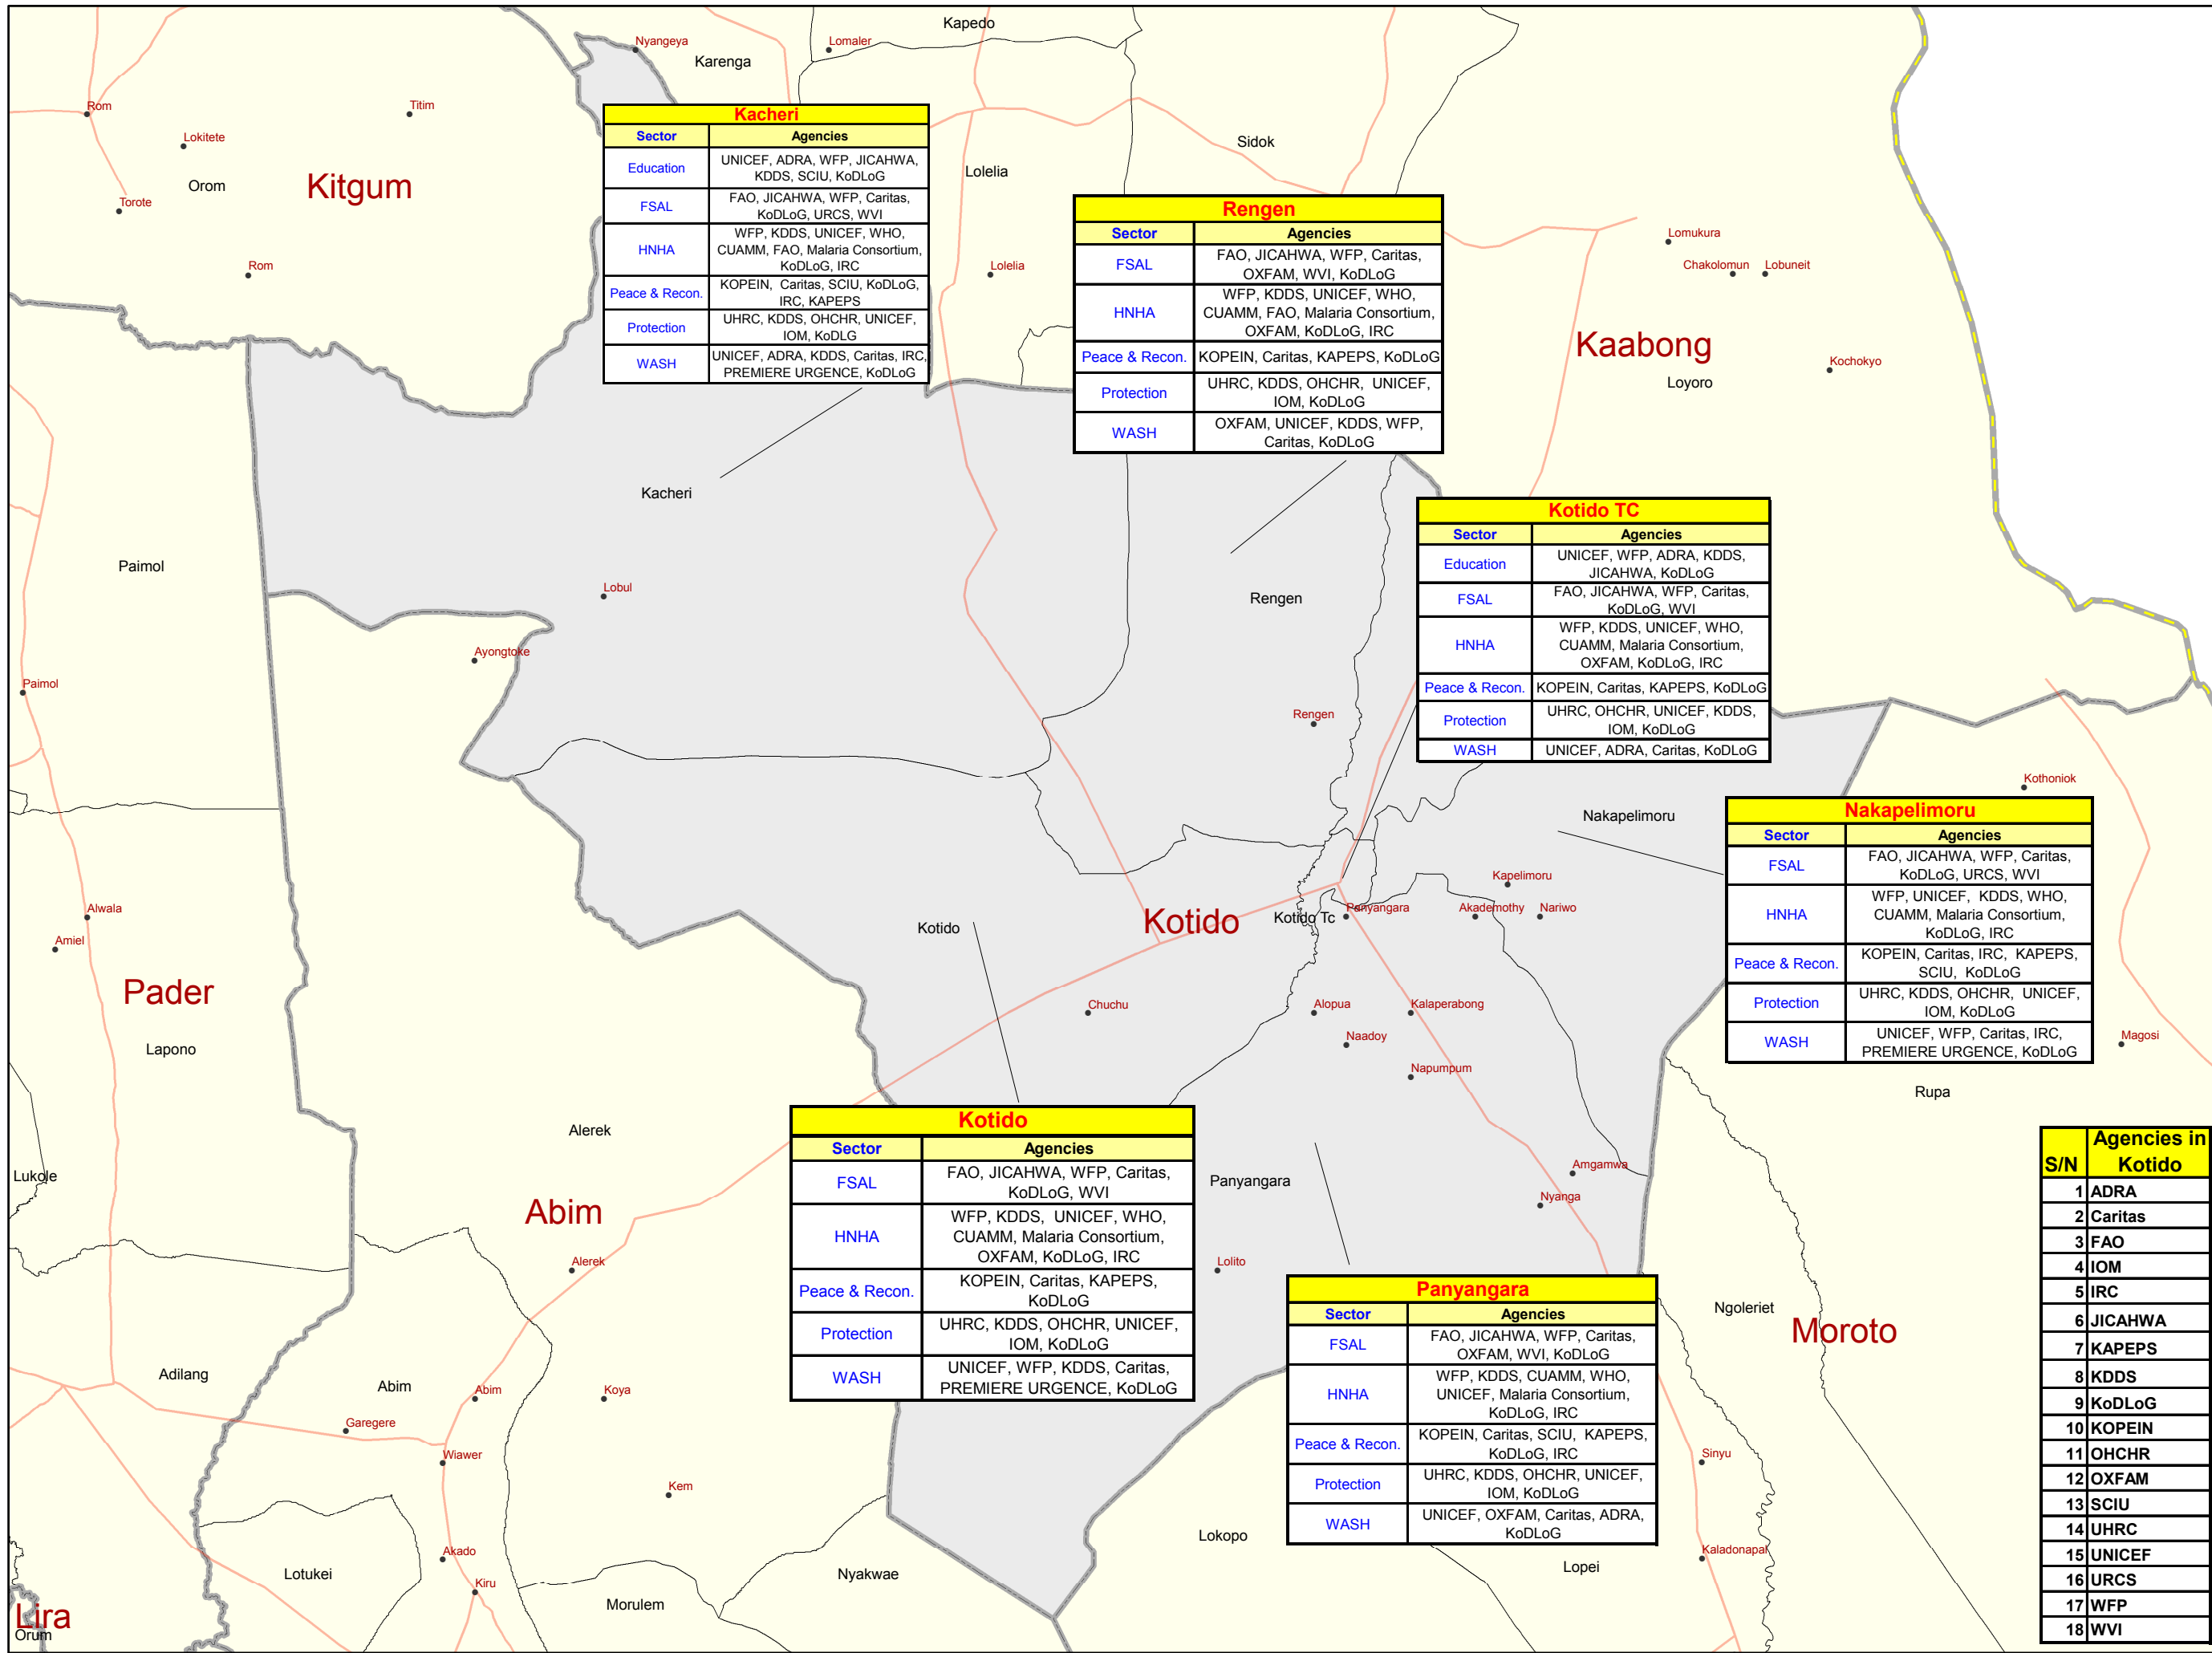 Kapedo
Nyangeya
Lomaler
Karenga
Rom
Titim
Lokitete
Sidok
Orom
Kitgum
Lolelia
Torote
Rom
Lolelia
Kacheri
Sector Agencies
Education UNICEF, ADRA, WFP, JICAHWA,
KDDS, SCIU, KoDLoG
FSAL FAO, JICAHWA, WFP, Caritas,
KoDLoG, URCS, WVI
HNHA WFP, KDDS, UNICEF, WHO,
CUAMM, FAO, Malaria Consortium,
KoDLoG, IRC
Peace & Recon. KOPEIN, Caritas, SCIU, KoDLoG,
IRC, KAPEPS
Protection UHRC, KDDS, OHCHR, UNICEF,
IOM, KoDLG
WASH UNICEF, ADRA, KDDS, Caritas, IRC,
PREMIERE URGENCE, KoDLoG
Rengen
Sector Agencies
FSAL FAO, JICAHWA, WFP, Caritas,
OXFAM, WVI, KoDLoG
HNHA WFP, KDDS, UNICEF, WHO,
CUAMM, FAO, Malaria Consortium,
OXFAM, KoDLoG, IRC
Peace & Recon. KOPEIN, Caritas, KAPEPS, KoDLoG
Protection UHRC, KDDS, OHCHR, UNICEF,
IOM, KoDLoG
WASH OXFAM, UNICEF, KDDS, WFP,
Caritas, KoDLoG
Lomukura
Chakolomun
Lobuneit
Kaabong
Kochokyo
Loyoro
Kacheri
Paimol
Lobul
Rengen
Ayongtoke
Paimol
Rengen
Kotido TC
Sector Agencies
Education UNICEF, WFP, ADRA, KDDS,
JICAHWA, KoDLoG
FSAL FAO, JICAHWA, WFP, Caritas,
KoDLoG, WVI
HNHA WFP, KDDS, UNICEF, WHO,
CUAMM, Malaria Consortium,
OXFAM, KoDLoG, IRC
Peace & Recon. KOPEIN, Caritas, KAPEPS, KoDLoG
Protection UHRC, OHCHR, UNICEF, KDDS,
IOM, KoDLoG
WASH UNICEF, ADRA, Caritas, KoDLoG
Kothoniok
Nakapelimoru
Kapelimoru
Alwala
Panyangara
Akademothy
Nariwo
Kotido
Kotido
Kotido Tc
Amiel
Pader
Chuchu
Alopua
Kalaperabong
Naadoy
Lapono
Napumpum
Nakapelimoru
Sector Agencies
FSAL FAO, JICAHWA, WFP, Caritas,
KoDLoG, URCS, WVI
HNHA WFP, UNICEF, KDDS, WHO,
CUAMM, Malaria Consortium,
KoDLoG, IRC
Peace & Recon. KOPEIN, Caritas, IRC, KAPEPS,
SCIU, KoDLoG
Protection UHRC, KDDS, OHCHR, UNICEF,
IOM, KoDLoG
WASH UNICEF, WFP, Caritas, IRC,
PREMIERE URGENCE, KoDLoG
Magosi
Rupa
Alerek
Lukole
Amgamwa
Panyangara
Nyanga
Abim
Alerek
Lolito
Kotido
Sector Agencies
FSAL FAO, JICAHWA, WFP, Caritas,
KoDLoG, WVI
HNHA WFP, KDDS, UNICEF, WHO,
CUAMM, Malaria Consortium,
OXFAM, KoDLoG, IRC
Peace & Recon. KOPEIN, Caritas, KAPEPS,
KoDLoG
Protection UHRC, KDDS, OHCHR, UNICEF,
IOM, KoDLoG
WASH UNICEF, WFP, KDDS, Caritas,
PREMIERE URGENCE, KoDLoG
Panyangara
Sector Agencies
FSAL FAO, JICAHWA, WFP, Caritas,
OXFAM, WVI, KoDLoG
HNHA WFP, KDDS, CUAMM, WHO,
UNICEF, Malaria Consortium,
KoDLoG, IRC
Peace & Recon. KOPEIN, Caritas, SCIU, KAPEPS,
KoDLoG, IRC
Protection UHRC, KDDS, OHCHR, UNICEF,
IOM, KoDLoG
WASH UNICEF, OXFAM, Caritas, ADRA,
KoDLoG
Ngoleriet
Moroto
Adilang
Abim
Abim
Koya
Garegere
Wiawer
Sinyu
Kem
Lokopo
Akado
Kaladonapal
Lotukei
Kiru
Nyakwae
Lopei
Morulem
Lira
Orum
S/N Agencies in
Kotido
1 ADRA
2 Caritas
3 FAO
4 IOM
5 IRC
6 JICAHWA
7 KAPEPS
8 KDDS
9 KoDLoG
10 KOPEIN
11 OHCHR
12 OXFAM
13 SCIU
14 UHRC
15 UNICEF
16 URCS
17 WFP
18 WVI